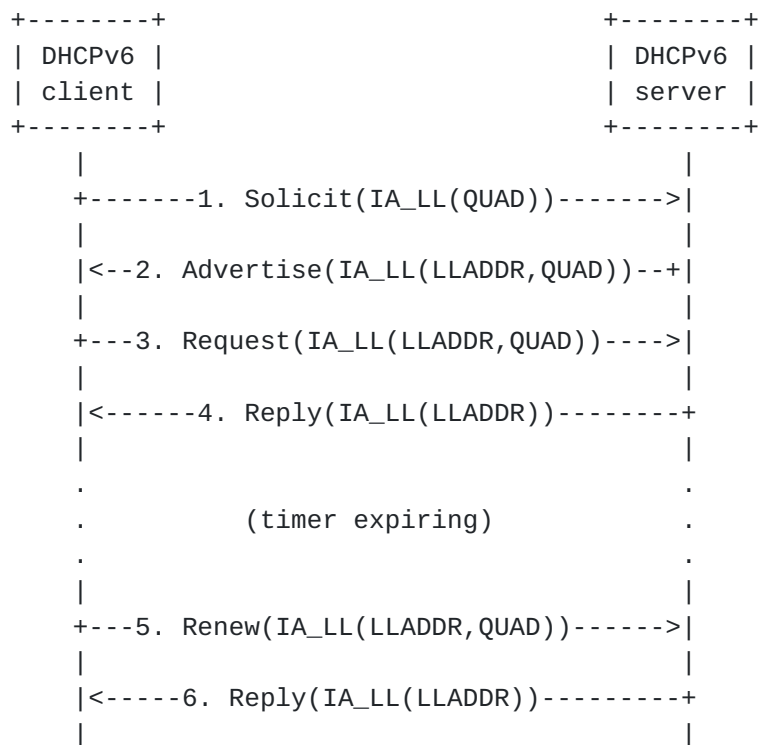 +--------+                            +--------+
| DHCPv6 |                            | DHCPv6 |
| client |                            | server |
+--------+                            +--------+
    |                                      |
    +-------1. Solicit(IA_LL(QUAD))------->|
    |                                      |
    |<--2. Advertise(IA_LL(LLADDR,QUAD))--+|
    |                                      |
    +---3. Request(IA_LL(LLADDR,QUAD))---->|
    |                                      |
    |<------4. Reply(IA_LL(LLADDR))--------+
    |                                      |
    .                                      .
    .          (timer expiring)            .
    .                                      .
    |                                      |
    +---5. Renew(IA_LL(LLADDR,QUAD))------>|
    |                                      |
    |<-----6. Reply(IA_LL(LLADDR))---------+
    |                                      |